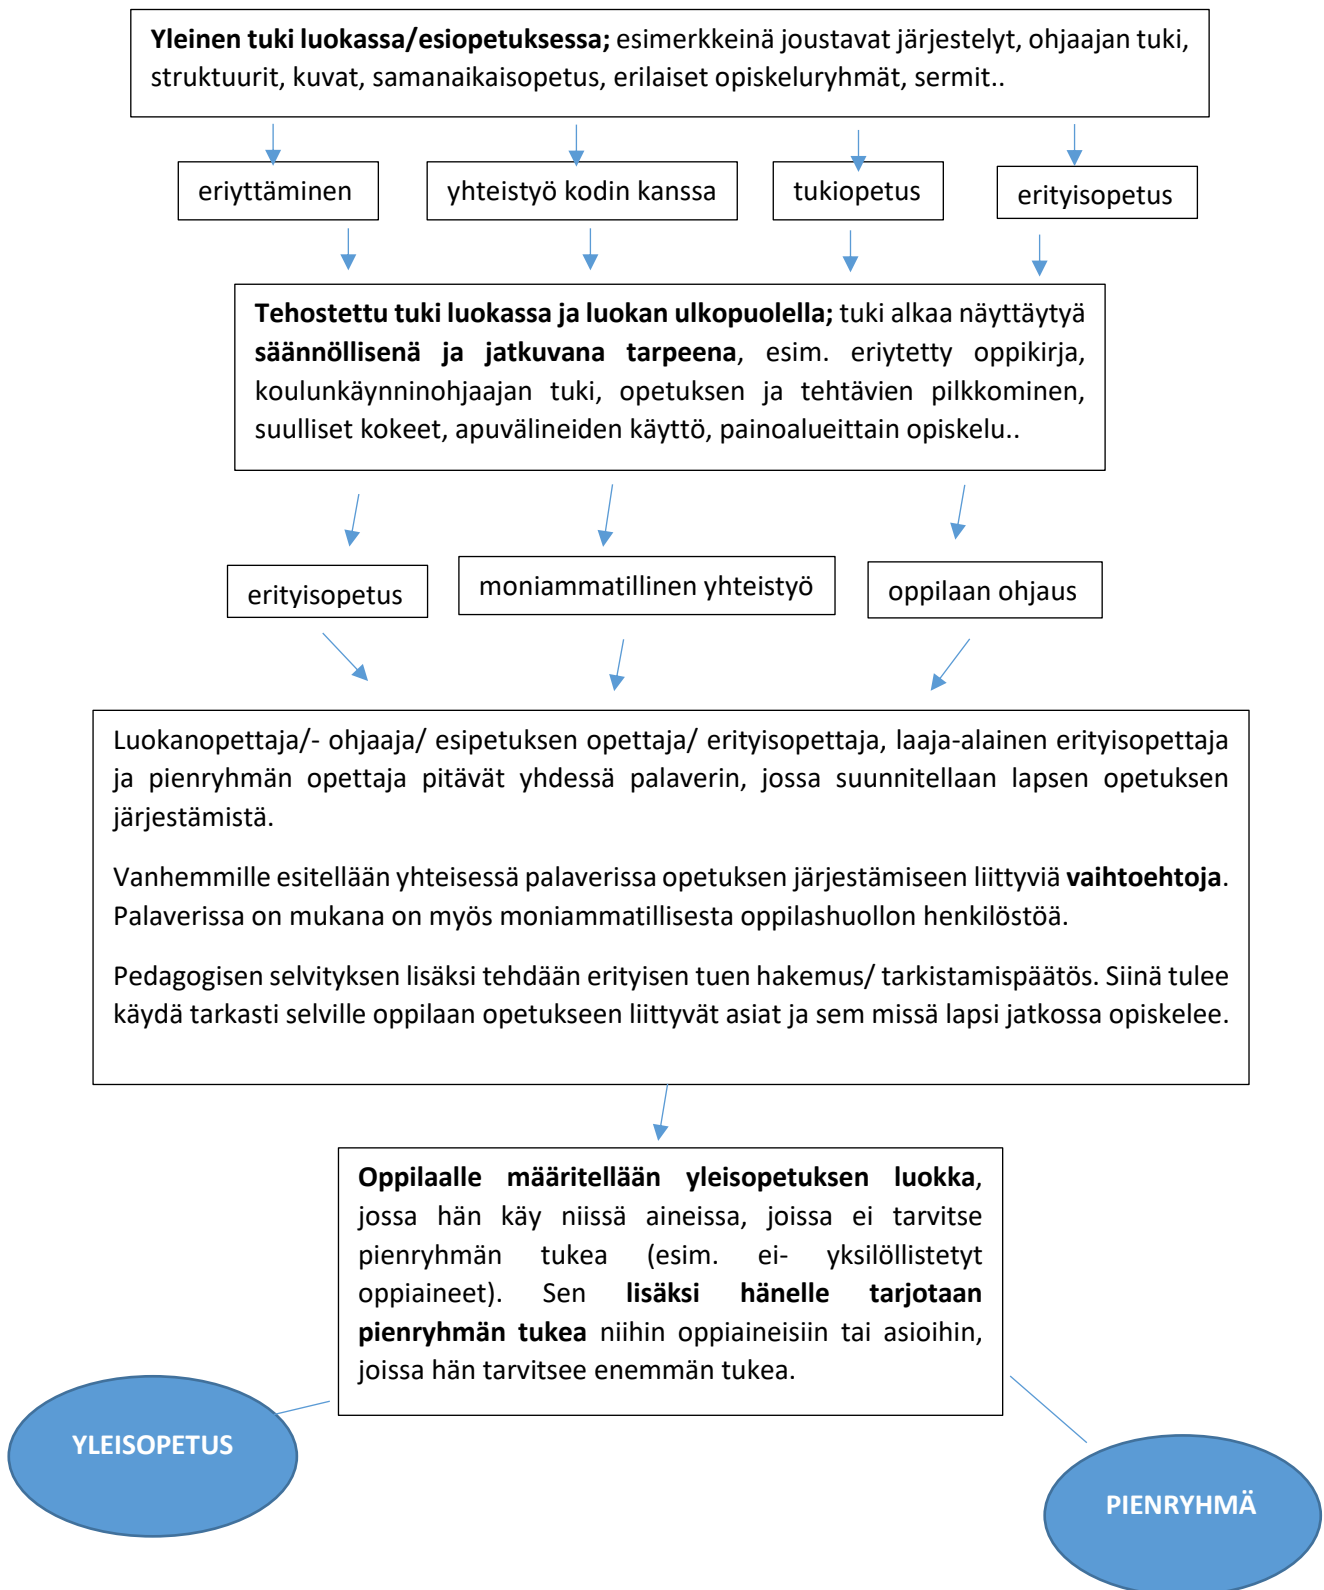 Yleinen tuki luokassa/esiopetuksessa; esimerkkeinä joustavat järjestelyt, ohjaajan tuki,
struktuurit, kuvat, samanaikaisopetus, erilaiset opiskeluryhmät, sermit..
eriyttäminen
yhteistyö kodin kanssa
tukiopetus
erityisopetus
Tehostettu tuki luokassa ja luokan ulkopuolella; tuki alkaa näyttäytyä
säännöllisenä ja jatkuvana tarpeena, esim. eriytetty oppikirja,
koulunkäynninohjaajan tuki, opetuksen ja tehtävien pilkkominen,
suulliset kokeet, apuvälineiden käyttö, painoalueittain opiskelu..
erityisopetus
moniammatillinen yhteistyö
oppilaan ohjaus
Luokanopettaja/- ohjaaja/ esipetuksen opettaja/ erityisopettaja, laaja-alainen erityisopettaja
ja pienryhmän opettaja pitävät yhdessä palaverin, jossa suunnitellaan lapsen opetuksen
järjestämistä.
Vanhemmille esitellään yhteisessä palaverissa opetuksen järjestämiseen liittyviä vaihtoehtoja.
Palaverissa on mukana on myös moniammatillisesta oppilashuollon henkilöstöä.
Pedagogisen selvityksen lisäksi tehdään erityisen tuen hakemus/ tarkistamispäätös. Siinä tulee
käydä tarkasti selville oppilaan opetukseen liittyvät asiat ja sem missä lapsi jatkossa opiskelee.
Oppilaalle määritellään yleisopetuksen luokka,
jossa hän käy niissä aineissa, joissa ei tarvitse
pienryhmän tukea (esim. ei- yksilöllistetyt
oppiaineet). Sen lisäksi hänelle tarjotaan
pienryhmän tukea niihin oppiaineisiin tai asioihin,
joissa hän tarvitsee enemmän tukea.
YLEISOPETUS
PIENRYHMÄ